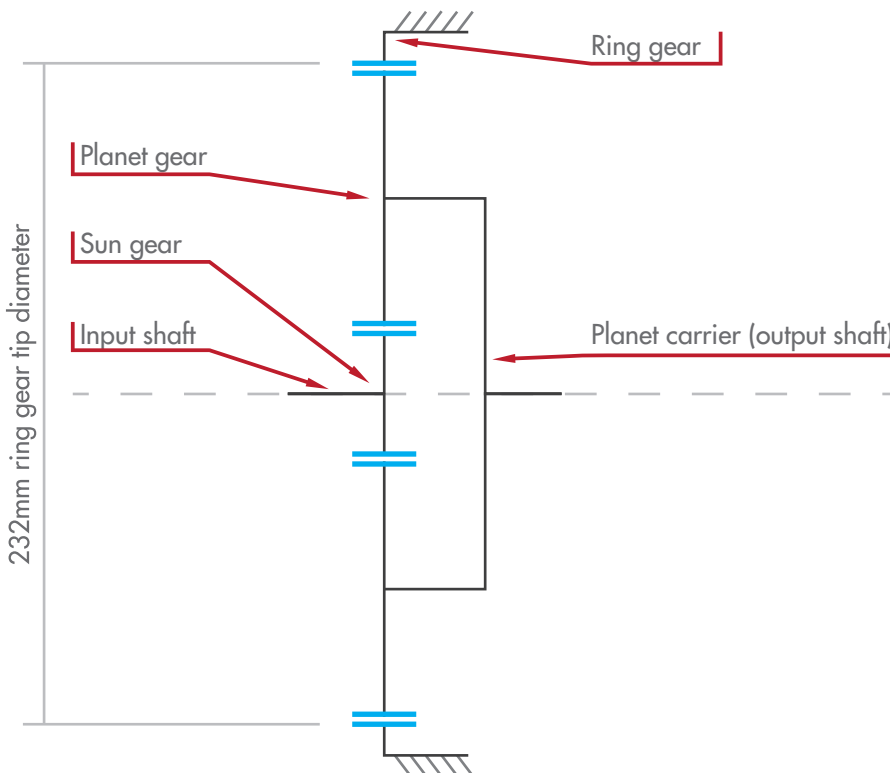 Ring gear
Planet gear
Sun gear
Input shaft
Planet carrier (output shaft)
232mm ring gear tip diameter